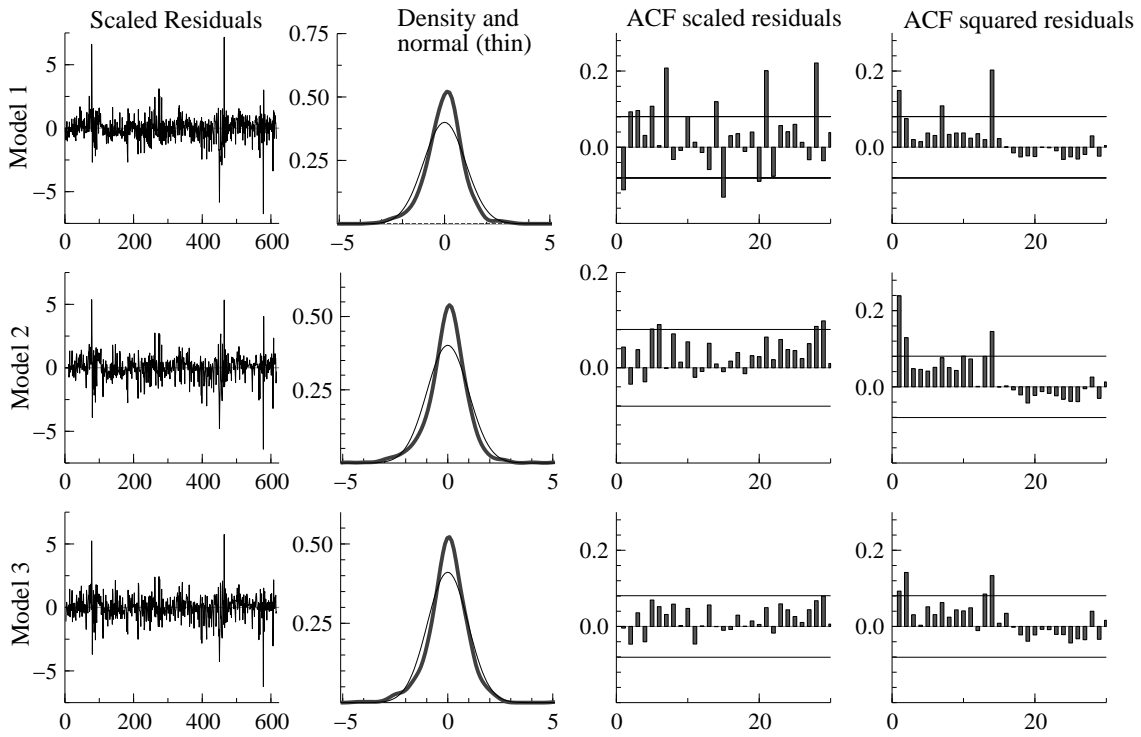 Scaled Residuals
Density and
normal (thin)
ACF scaled residuals
ACF squared residuals
Model 1
5
0
−5
0 200 400 600
0.75
0.50
0.25
−5 0 5
0.2
0.0
0 20
0.2
0.0
0 20
Model 2
5
0
−5
0 200 400 600
0.50
0.25
−5 0 5
0.2
0.0
0 20
0.2
0.0
0 20
Model 3
5
0
−5
0 200 400 600
0.50
0.25
−5 0 5
0.2
0.0
0 20
0.2
0.0
0 20